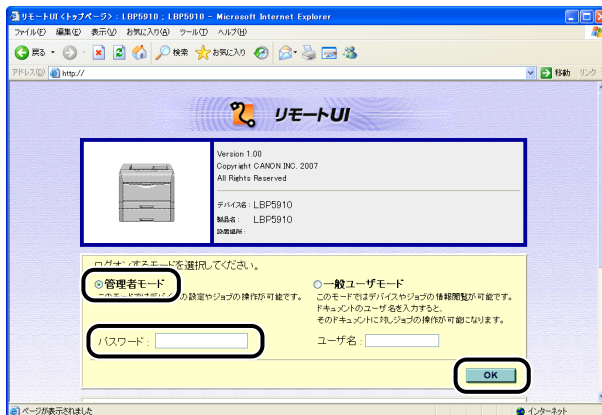 リモートUI <トップページ> : LBP5910 ; LBP5910 - Microsoft Internet Explorer
ファイル(F) 編集(E) 表示(V) お気に入り(A) ツール(T) ヘルプ(H)
戻る 検索 お気に入り
アドレス(D) http:// 移動 リンク
リモートUI
Version 1.00
Copyright CANON INC. 2007
All Rights Reserved
デバイス名 : LBP5910
製品名 : LBP5910
設置場所 :
ログオンするモードを選択してください。
管理者モード
このモードではデバイスの設定やジョブの操作が可能です。
パスワード :
一般ユーザモード
このモードではデバイスやジョブの情報閲覧が可能です。
ドキュメントのユーザ名を入力すると、
そのドキュメントに対しジョブの操作が可能になります。
ユーザ名 :
OK
ページが表示されました インターネット